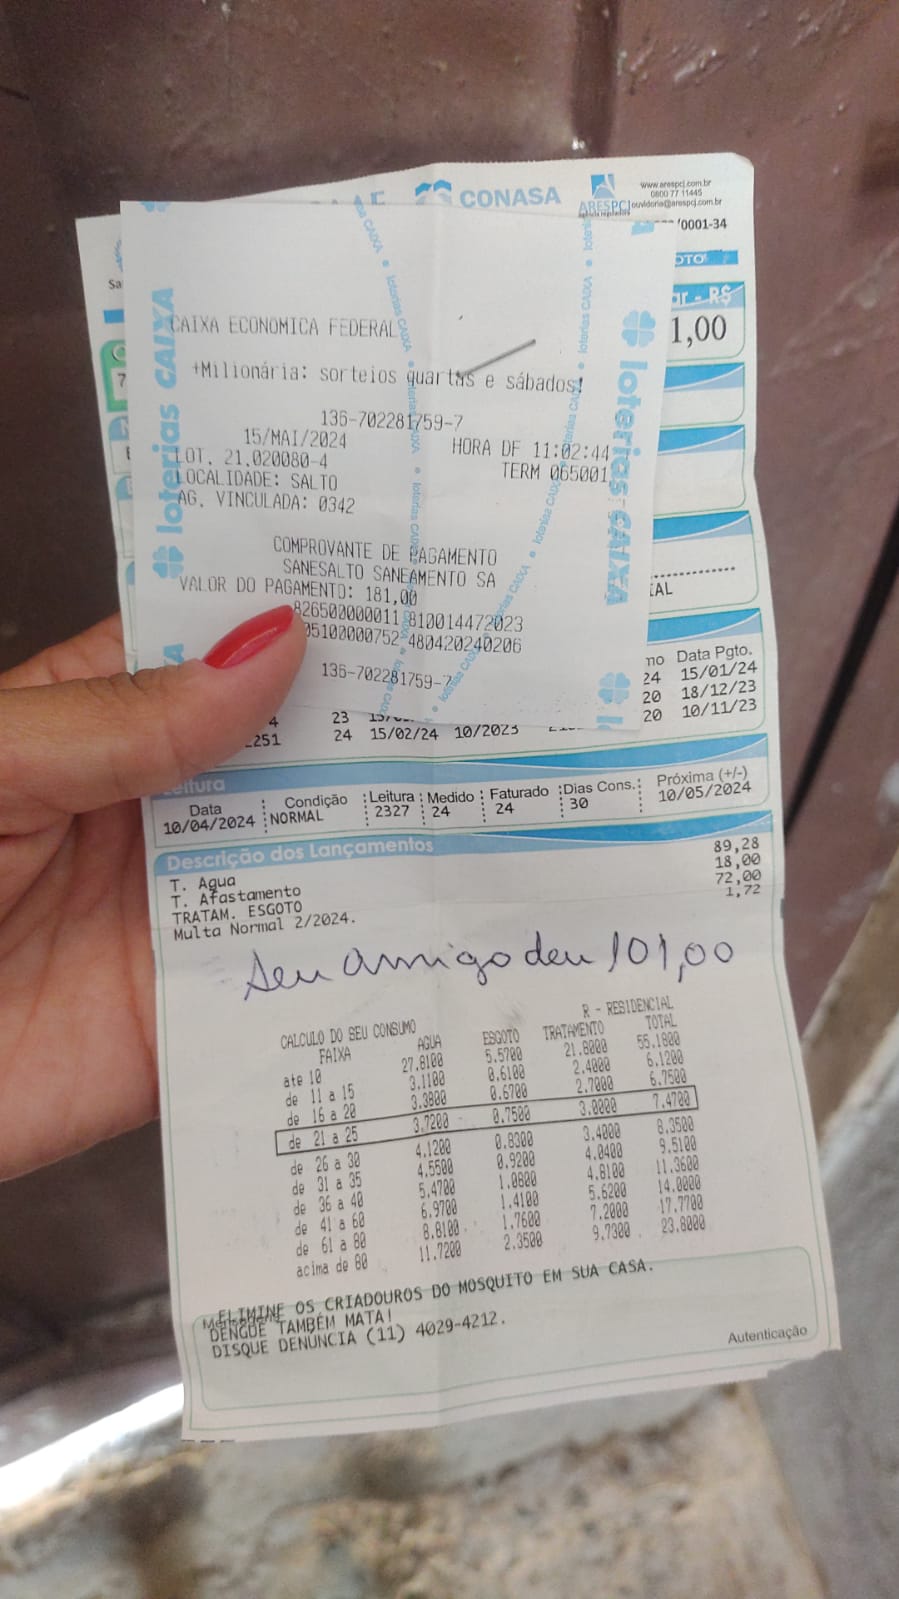 CONASA
ARESPCJ
agência reguladora
www.arespcj.com.br
0800 77 11445
ouvidoria@arespcj.com.br
/0001-34
Sa
ar - R$
1,00
loterias CAIXA
CAIXA ECONOMICA FEDERAL
+Milionária: sorteios quartas e sábados!
136-702281759-7
15/MAI/2024 HORA DF 11:02:44
LOT. 21.020080-4 TERM 065001
LOCALIDADE: SALTO
AG. VINCULADA: 0342
COMPROVANTE DE PAGAMENTO
SANESALTO SANEAMENTO SA
VALOR DO PAGAMENTO: 181,00
826500000011 810014472023
05100000752 480420240206
136-702281759-7
loterias CAIXA
IAL
mo Data Pgto.
24 15/01/24
20 18/12/23
20 10/11/23
4 23
251 24 15/02/24 10/2023
Leitura
Data Condição Leitura Medido Faturado Dias Cons. Próxima (+/-)
10/04/2024 NORMAL 2327 24 24 30 10/05/2024
Descrição dos Lançamentos
T. Agua 89,28
T. Afastamento 18,00
TRATAM. ESGOTO 72,00
Multa Normal 2/2024. 1,72
Seu amigo deu 101,00
CALCULO DO SEU CONSUMO R - RESIDENCIAL
FAIXA AGUA ESGOTO TRATAMENTO TOTAL
ate 10 27.8100 5.5700 21.8000 55.1800
de 11 a 15 3.1100 0.6100 2.4000 6.1200
de 16 a 20 3.3800 0.6700 2.7000 6.7500
de 21 a 25 3.7200 0.7500 3.0000 7.4700
de 26 a 30 4.1200 0.8300 3.4000 8.3500
de 31 a 35 4.5500 0.9200 4.0400 9.5100
de 36 a 40 5.4700 1.0800 4.8100 11.3600
de 41 a 60 6.9700 1.4100 5.6200 14.0000
de 61 a 80 8.8100 1.7600 7.2000 17.7700
acima de 80 11.7200 2.3500 9.7300 23.8000
ELIMINE OS CRIADOUROS DO MOSQUITO EM SUA CASA.
DENGUE TAMBÉM MATA!
DISQUE DENUNCIA (11) 4029-4212.
Autenticação